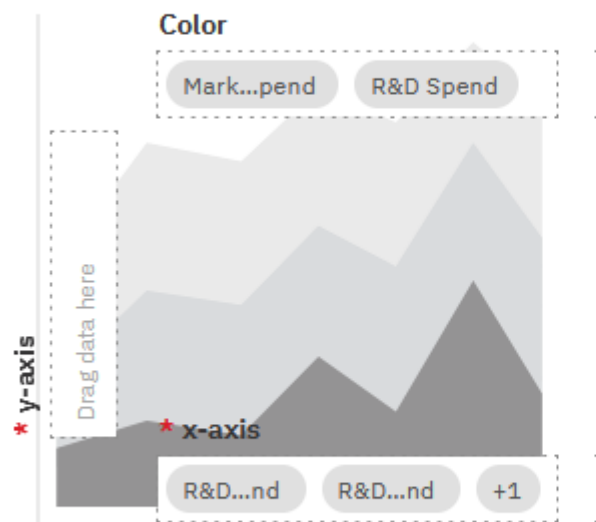 Color
Mark...pend R&D Spend
Drag data here
* y-axis
* x-axis
R&D...nd R&D...nd +1